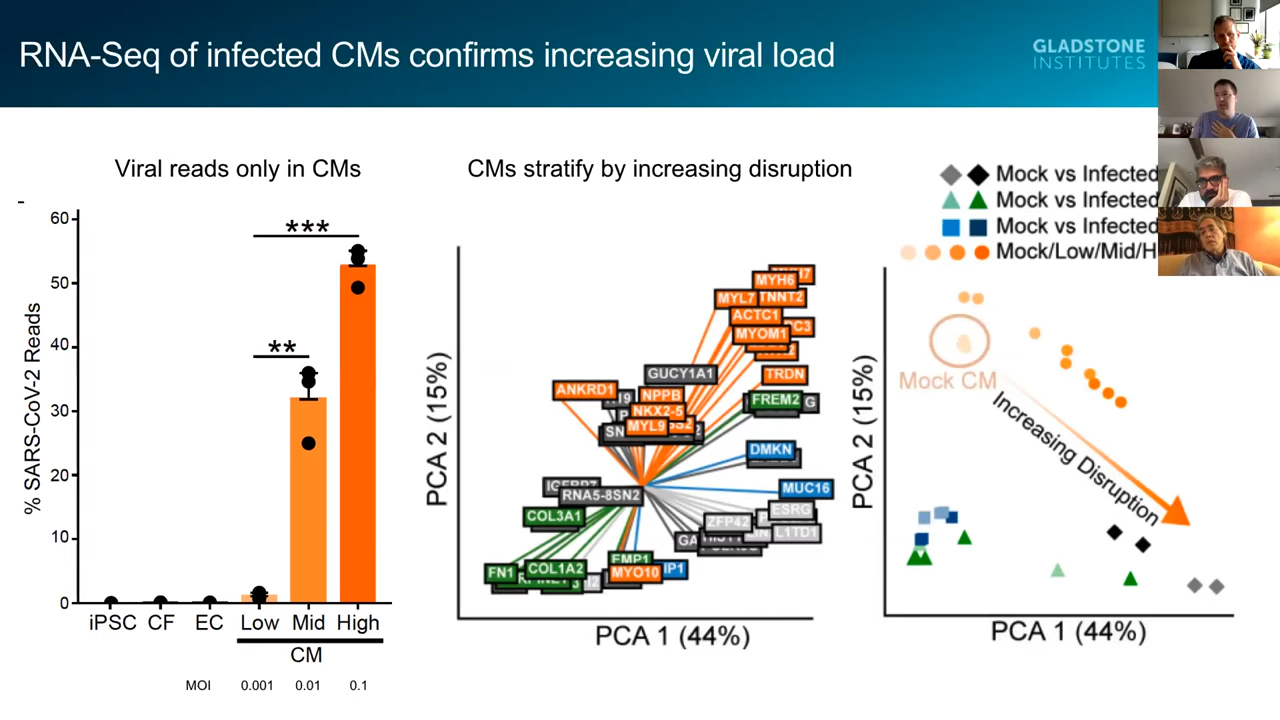 RNA-Seq of infected CMs confirms increasing viral load
GLADSTONE
INSTITUTES
Viral reads only in CMs
% SARS-CoV-2 Reads
60
50
40
30
20
10
0
***
**
iPSC CF EC Low Mid High
CM
MOI 0.001 0.01 0.1
CMs stratify by increasing disruption
PCA 2 (15%)
MYH6
MYL7 TNNT2
ACTC1
MYOM1
GUCY1A1
TRDN
ANKRD1
NPPB
FREM2
NKX2-5
MYL9
DMKN
MUC16
RNA5-8SN2
ESRG
COL3A1
ZFP42
L1TD1
EMP1
FN1 COL1A2
MYO10
PCA 1 (44%)
Mock vs Infected
Mock vs Infected
Mock vs Infected
Mock/Low/Mid/H
PCA 2 (15%)
Mock CM
Increasing Disruption
PCA 1 (44%)